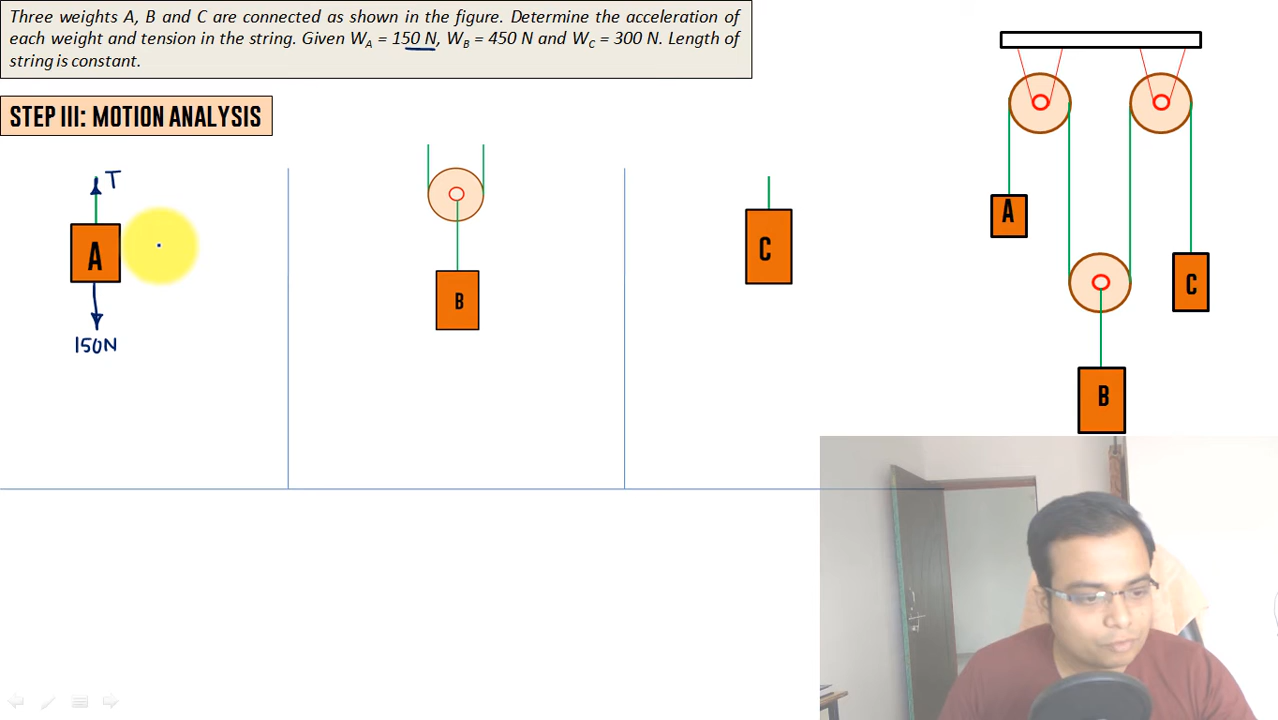 Three weights A, B and C are connected as shown in the figure. Determine the acceleration of
each weight and tension in the string. Given WA = 150 N, WB = 450 N and WC = 300 N. Length of
string is constant.
STEP III: MOTION ANALYSIS
T
A
150N
B
C
A
C
B